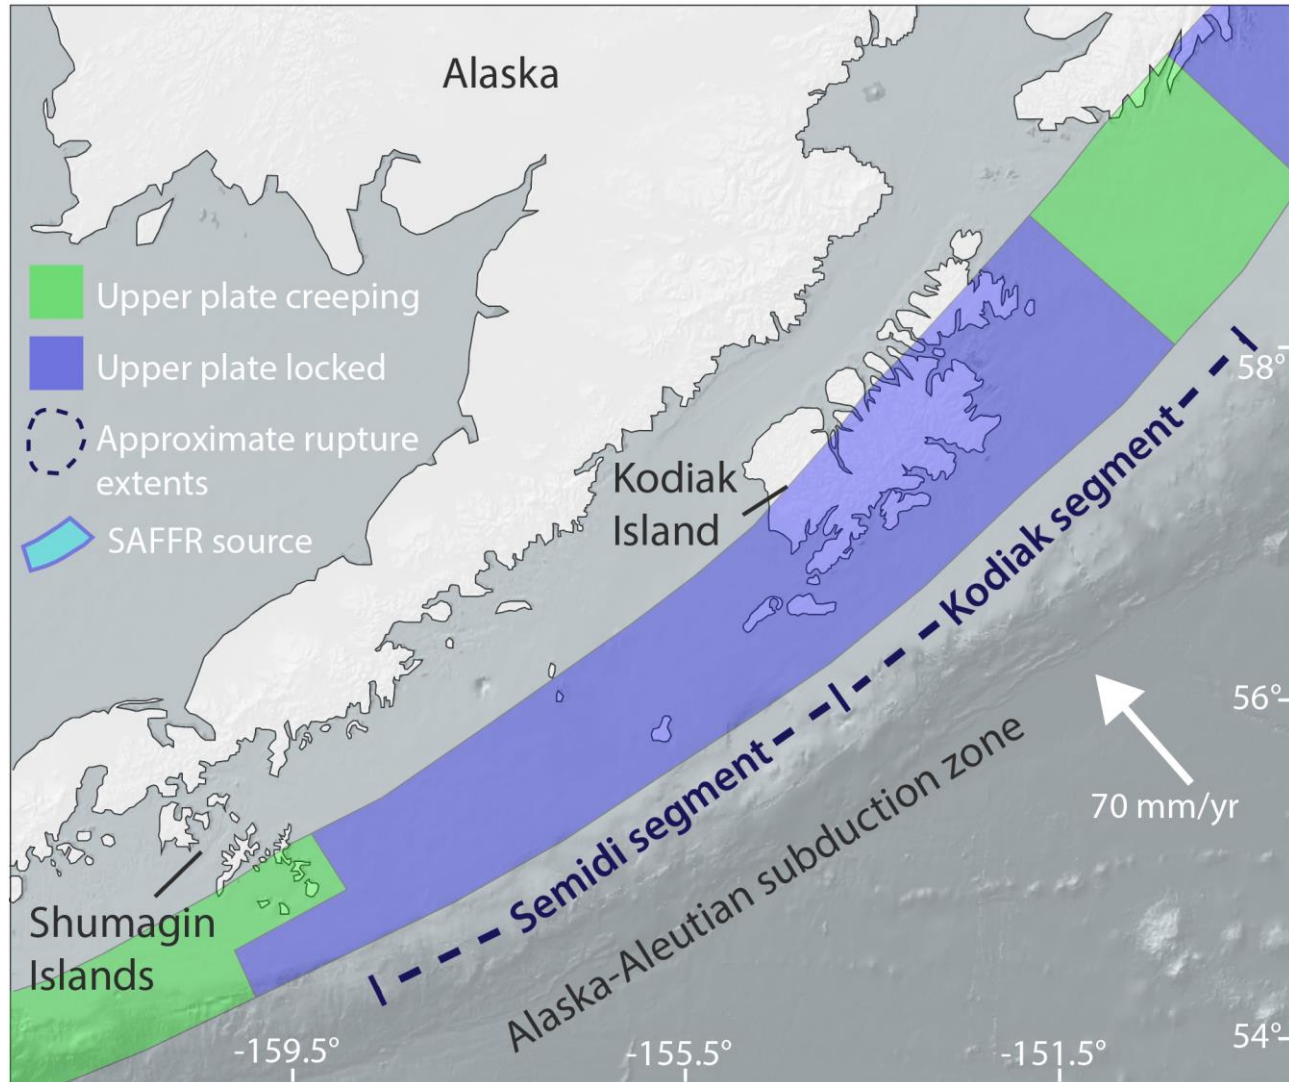 Alaska
Upper plate creeping
Upper plate locked
Approximate rupture
extents
SAFFR source
Kodiak
Island
Kodiak segment
58°
56°
70 mm/yr
Semidi segment
Alaska-Aleutian subduction zone
Shumagin
Islands
54°
-159.5°
-155.5°
-151.5°